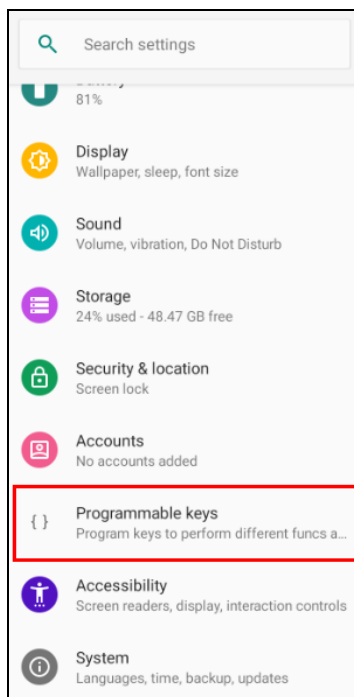 Search settings
81%
Display
Wallpaper, sleep, font size
Sound
Volume, vibration, Do Not Disturb
Storage
24% used - 48.47 GB free
Security & location
Screen lock
Accounts
No accounts added
{ }
Programmable keys
Program keys to perform different funcs a...
Accessibility
Screen readers, display, interaction controls
System
Languages, time, backup, updates